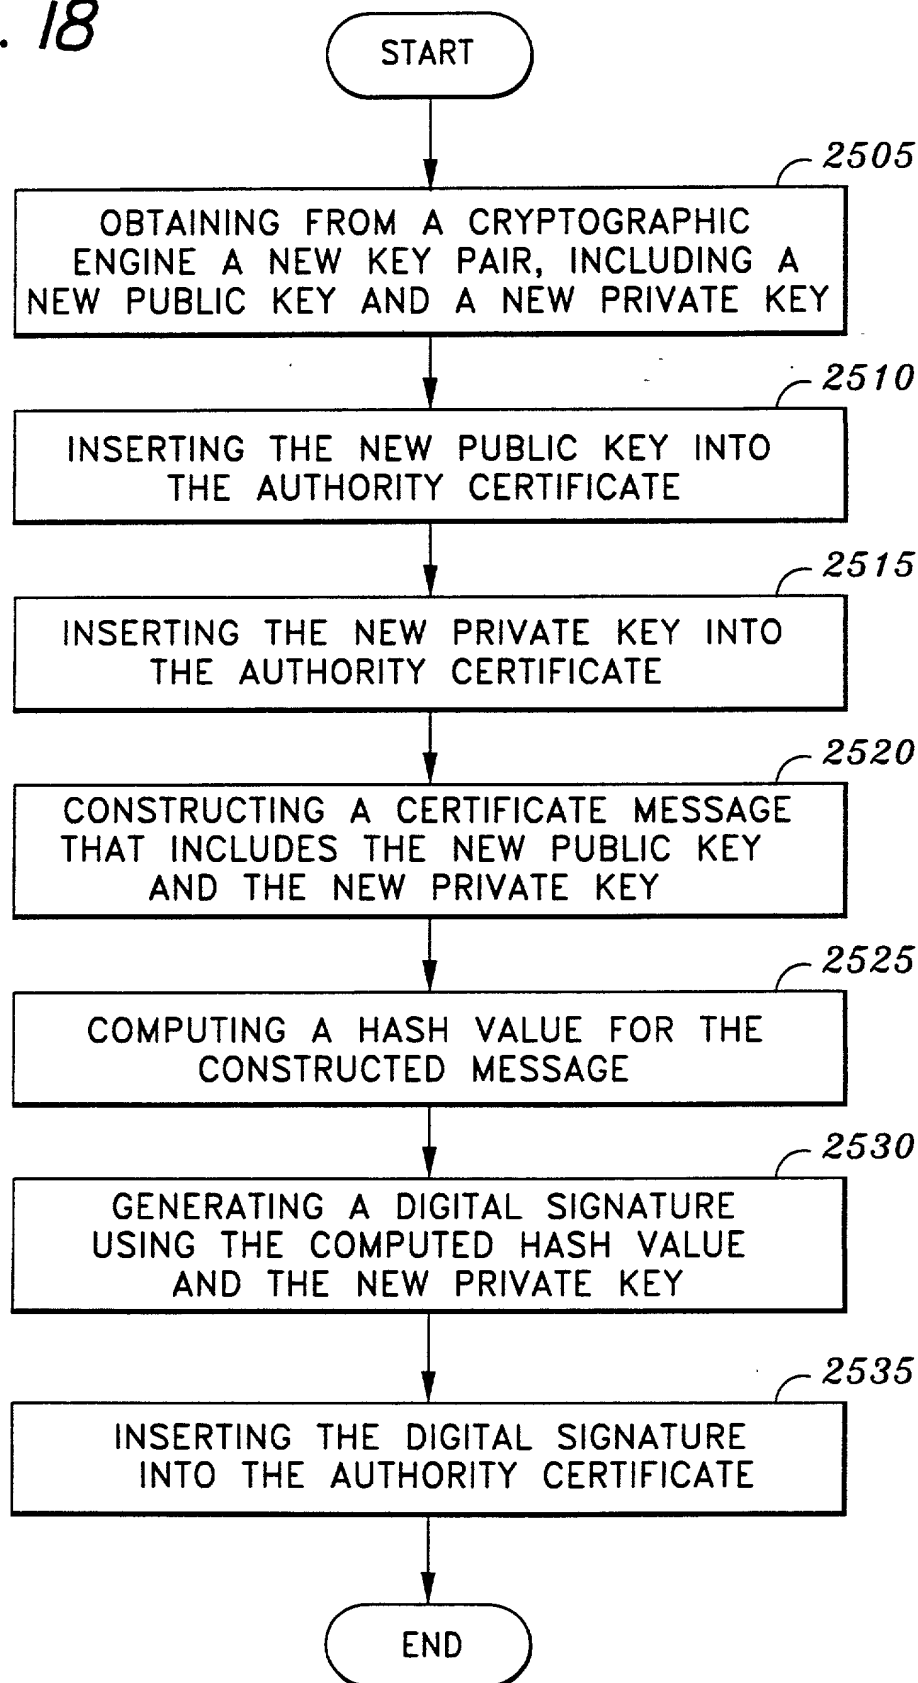 . 18
START
2505
OBTAINING FROM A CRYPTOGRAPHIC
ENGINE A NEW KEY PAIR, INCLUDING A
NEW PUBLIC KEY AND A NEW PRIVATE KEY
2510
INSERTING THE NEW PUBLIC KEY INTO
THE AUTHORITY CERTIFICATE
2515
INSERTING THE NEW PRIVATE KEY INTO
THE AUTHORITY CERTIFICATE
2520
CONSTRUCTING A CERTIFICATE MESSAGE
THAT INCLUDES THE NEW PUBLIC KEY
AND THE NEW PRIVATE KEY
2525
COMPUTING A HASH VALUE FOR THE
CONSTRUCTED MESSAGE
2530
GENERATING A DIGITAL SIGNATURE
USING THE COMPUTED HASH VALUE
AND THE NEW PRIVATE KEY
2535
INSERTING THE DIGITAL SIGNATURE
INTO THE AUTHORITY CERTIFICATE
END